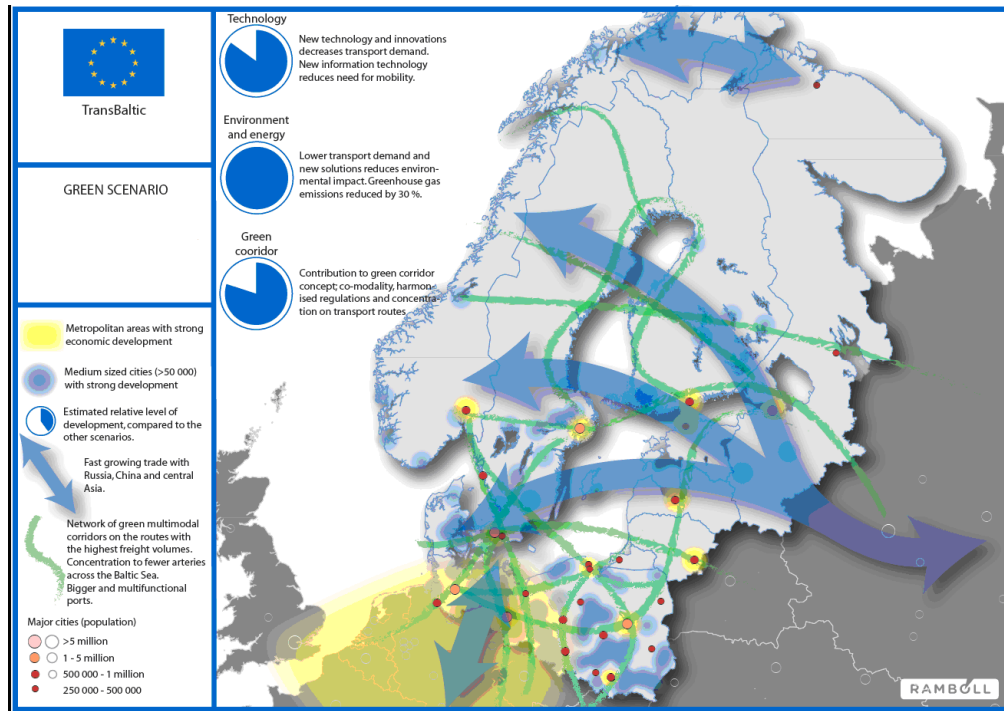 TransBaltic
GREEN SCENARIO
Metropolitan areas with strong
economic development
Medium sized cities (>50 000)
with strong development
Estimated relative level of
development, compared to the
other scenarios.
Fast growing trade with
Russia, China and central
Asia.
Network of green multimodal
corridors on the routes with
the highest freight volumes.
Concentration to fewer arteries
across the Baltic Sea.
Bigger and multifunctional
ports.
Major cities (population)
>5 million
1 - 5 million
500 000 - 1 million
250 000 - 500 000
Technology
New technology and innovations
decreases transport demand.
New information technology
reduces need for mobility.
Environment
and energy
Lower transport demand and
new solutions reduces environ-
mental impact. Greenhouse gas
emissions reduced by 30 %.
Green
cooridor
Contribution to green corridor
concept; co-modality, harmon-
ised regulations and concentra-
tion on transport routes
RAMBOLL